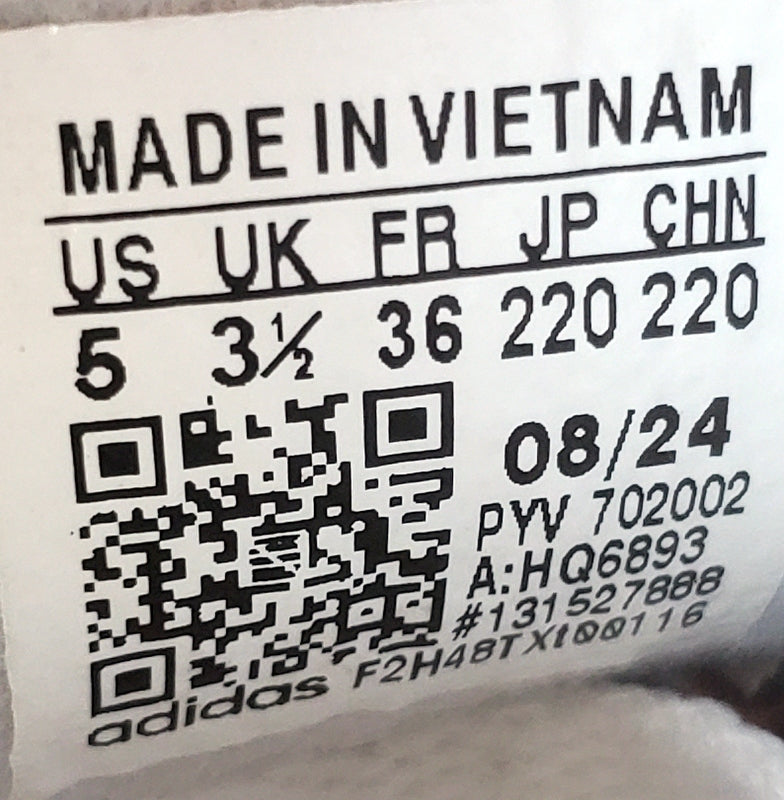 MADE IN VIETNAM
US UK FR JP CHN
5 3½ 36 220 220
08/24
PYV 702002
A:HQ6893
#131527888
adidas F2H48TXt00116